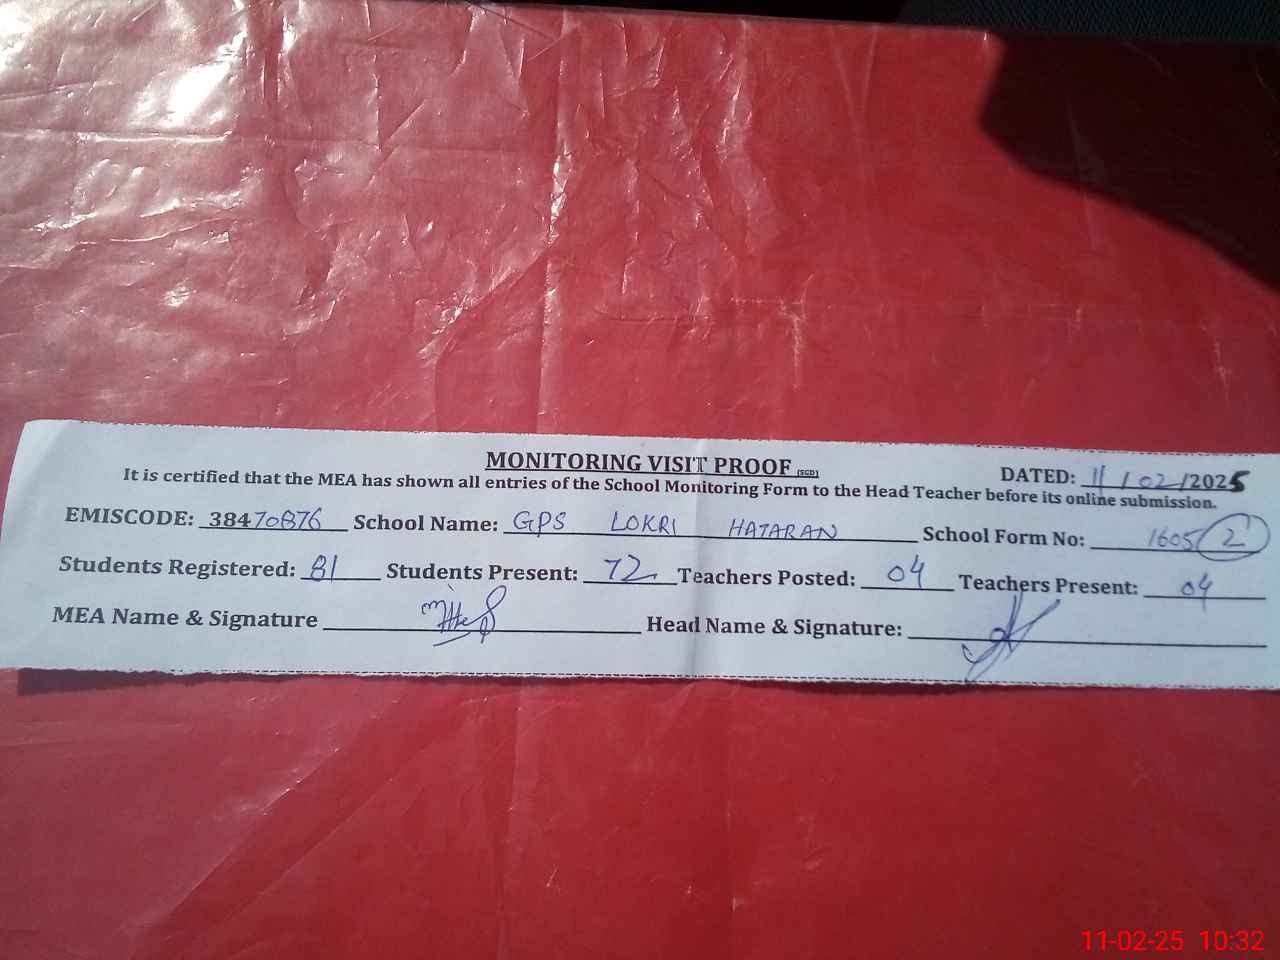 MONITORING VISIT PROOF (SGD)
DATED: 11/02/2025
It is certified that the MEA has shown all entries of the School Monitoring Form to the Head Teacher before its online submission.
EMISCODE: 38470876 School Name: GPS LOKRI HATARAN School Form No: 1605 2
Students Registered: 81 Students Present: 72 Teachers Posted: 04 Teachers Present: 04
MEA Name & Signature Head Name & Signature:
11-02-25 10:32